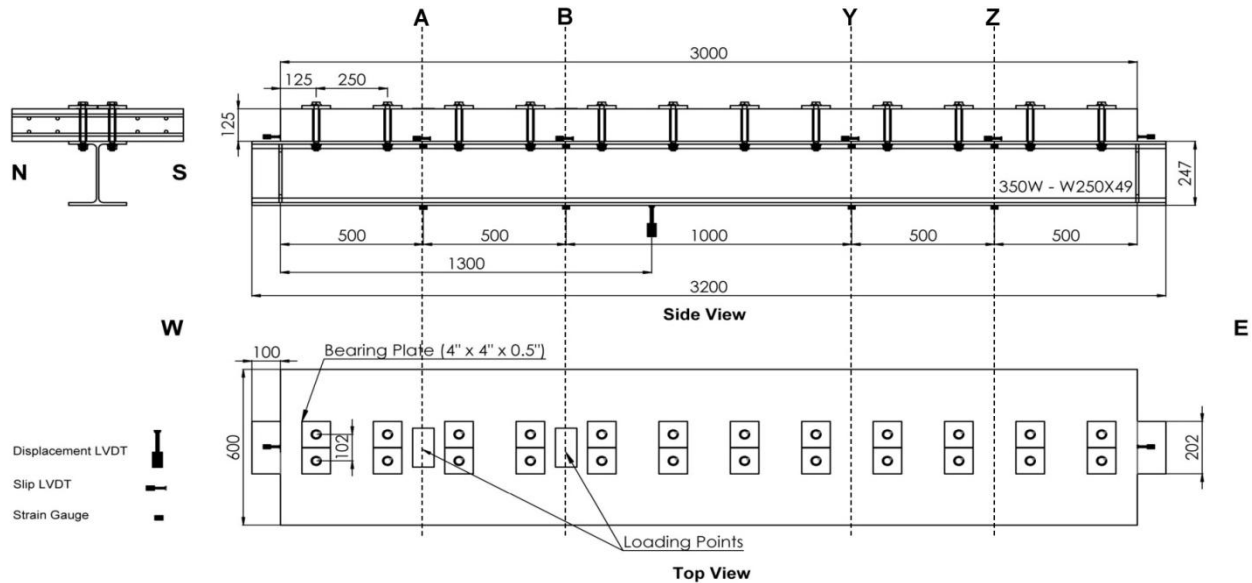 A
B
Y
Z
3000
125
250
125
N
S
350W - W250X49
247
500
500
1000
500
500
1300
3200
Side View
W
E
100
Bearing Plate (4" x 4" x 0.5")
600
102
202
Displacement LVDT
Slip LVDT
Strain Gauge
Loading Points
Top View